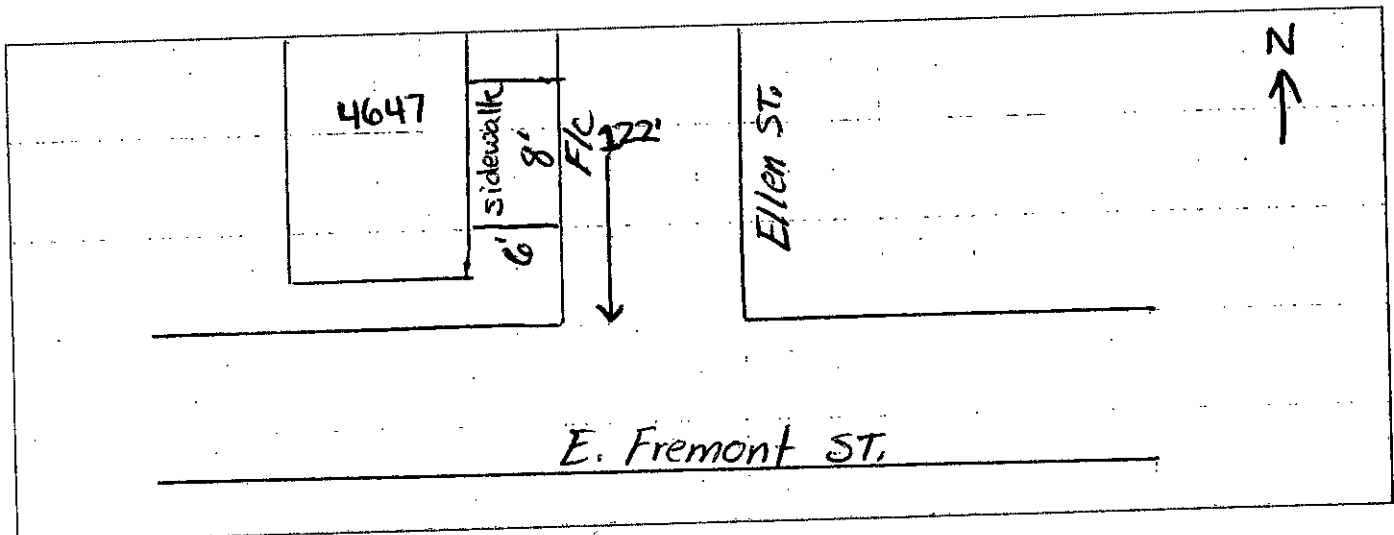 N
4647
sidewalk
8'
6'
F/C
122'
Ellen ST.
E. Fremont ST.